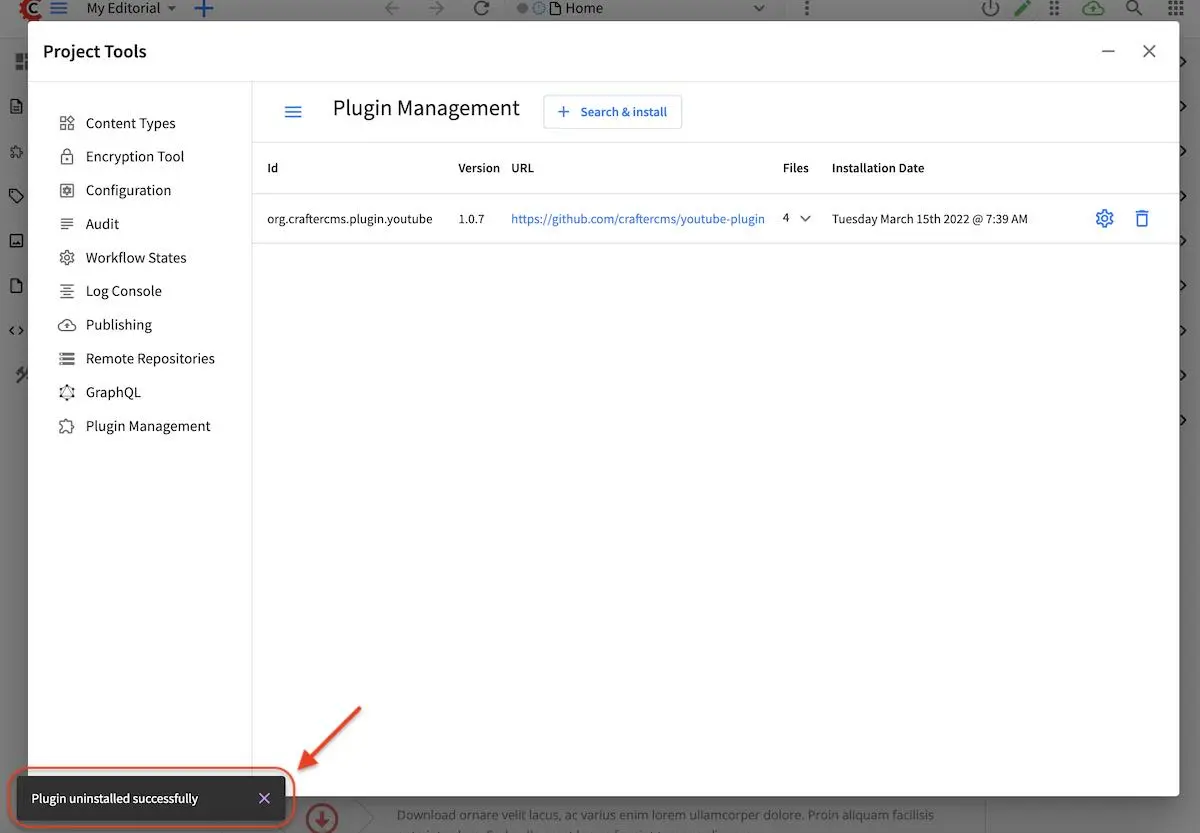 My Editorial
Home
Project Tools
Content Types
Encryption Tool
Configuration
Audit
Workflow States
Log Console
Publishing
Remote Repositories
GraphQL
Plugin Management
Plugin Management
Search & install
Id Version URL Files Installation Date
org.craftercms.plugin.youtube 1.0.7 https://github.com/craftercms/youtube-plugin 4 Tuesday March 15th 2022 @ 7:39 AM
Plugin uninstalled successfully
Download ornare velit lacus, ac varius enim lorem ullamcorper dolore. Proin aliquam facilisis